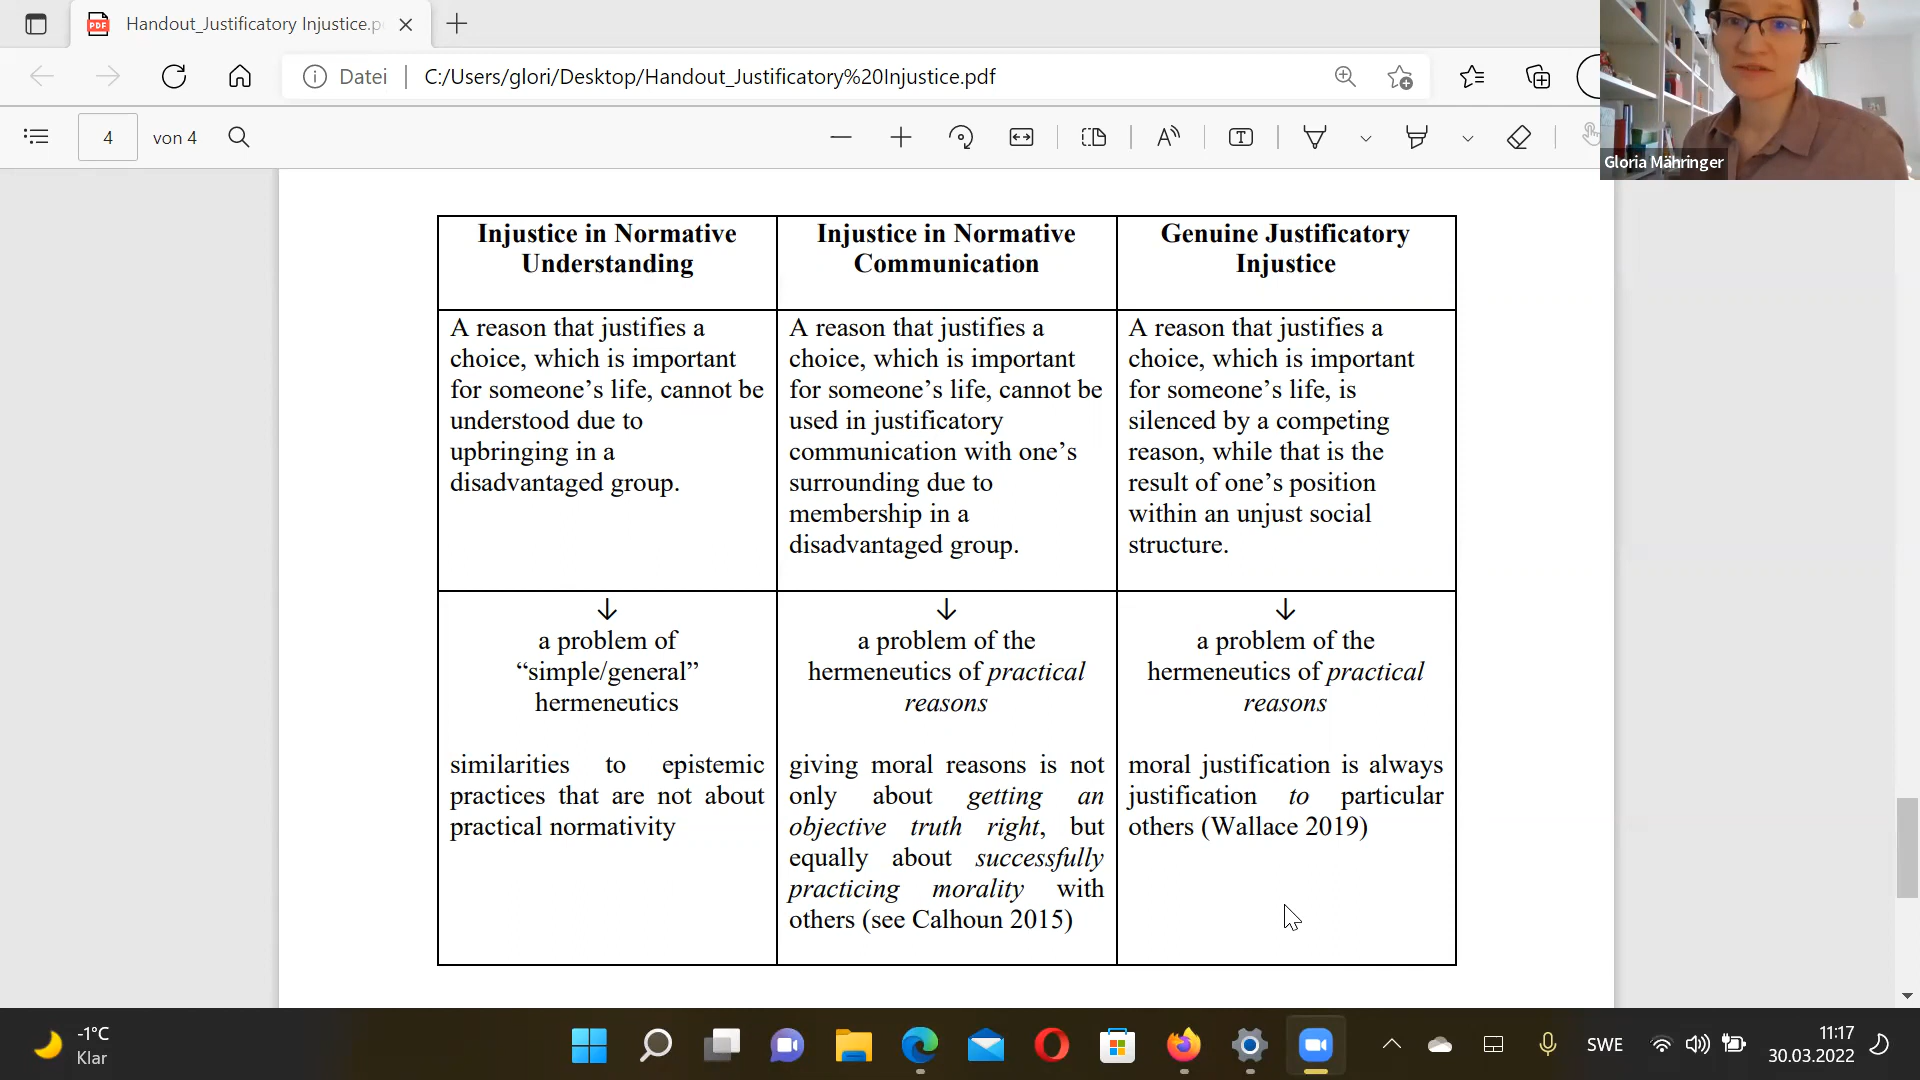 Handout_Justificatory Injustice.p
Datei
C:/Users/glori/Desktop/Handout_Justificatory%20Injustice.pdf
4
von 4
Gloria Mähringer
Injustice in Normative
Understanding
Injustice in Normative
Communication
Genuine Justificatory
Injustice
A reason that justifies a
choice, which is important
for someone’s life, cannot be
understood due to
upbringing in a
disadvantaged group.
A reason that justifies a
choice, which is important
for someone’s life, cannot be
used in justificatory
communication with one’s
surrounding due to
membership in a
disadvantaged group.
A reason that justifies a
choice, which is important
for someone’s life, is
silenced by a competing
reason, while that is the
result of one’s position
within an unjust social
structure.
↓
a problem of
“simple/general”
hermeneutics
similarities to epistemic
practices that are not about
practical normativity
↓
a problem of the
hermeneutics of practical
reasons
giving moral reasons is not
only about getting an
objective truth right, but
equally about successfully
practicing morality with
others (see Calhoun 2015)
↓
a problem of the
hermeneutics of practical
reasons
moral justification is always
justification to particular
others (Wallace 2019)
-1°C
Klar
SWE
11:17
30.03.2022